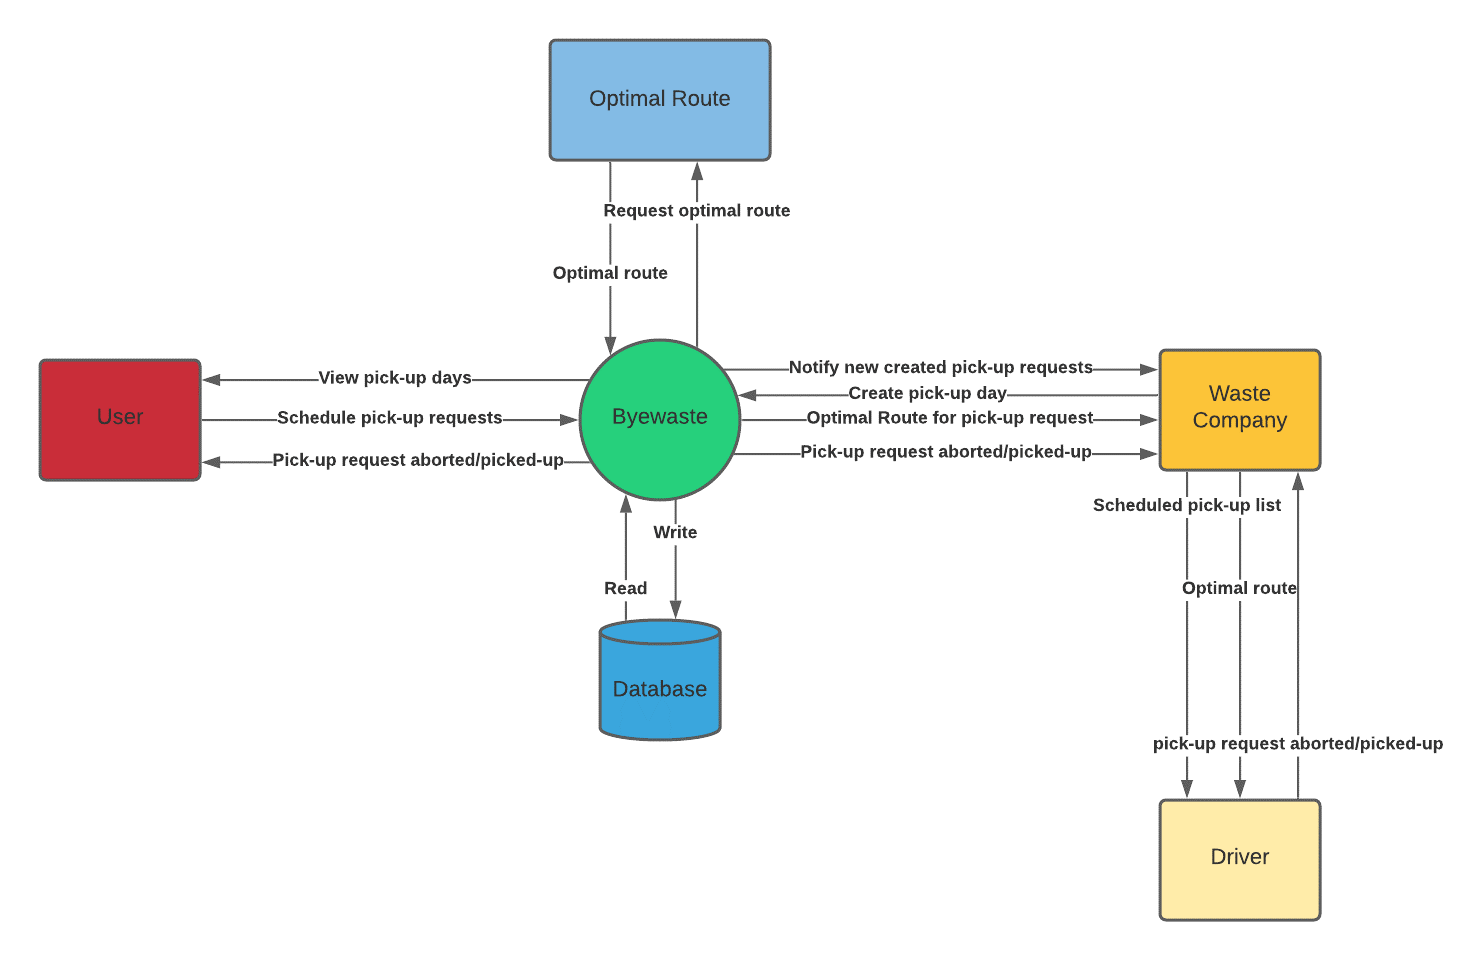 Optimal Route
Request optimal route
Optimal route
View pick-up days
Notify new created pick-up requests
Create pick-up day
User
Schedule pick-up requests
Byewaste
Optimal Route for pick-up request
Waste
Company
Pick-up request aborted/picked-up
Pick-up request aborted/picked-up
Scheduled pick-up list
Write
Read
Optimal route
Database
pick-up request aborted/picked-up
Driver